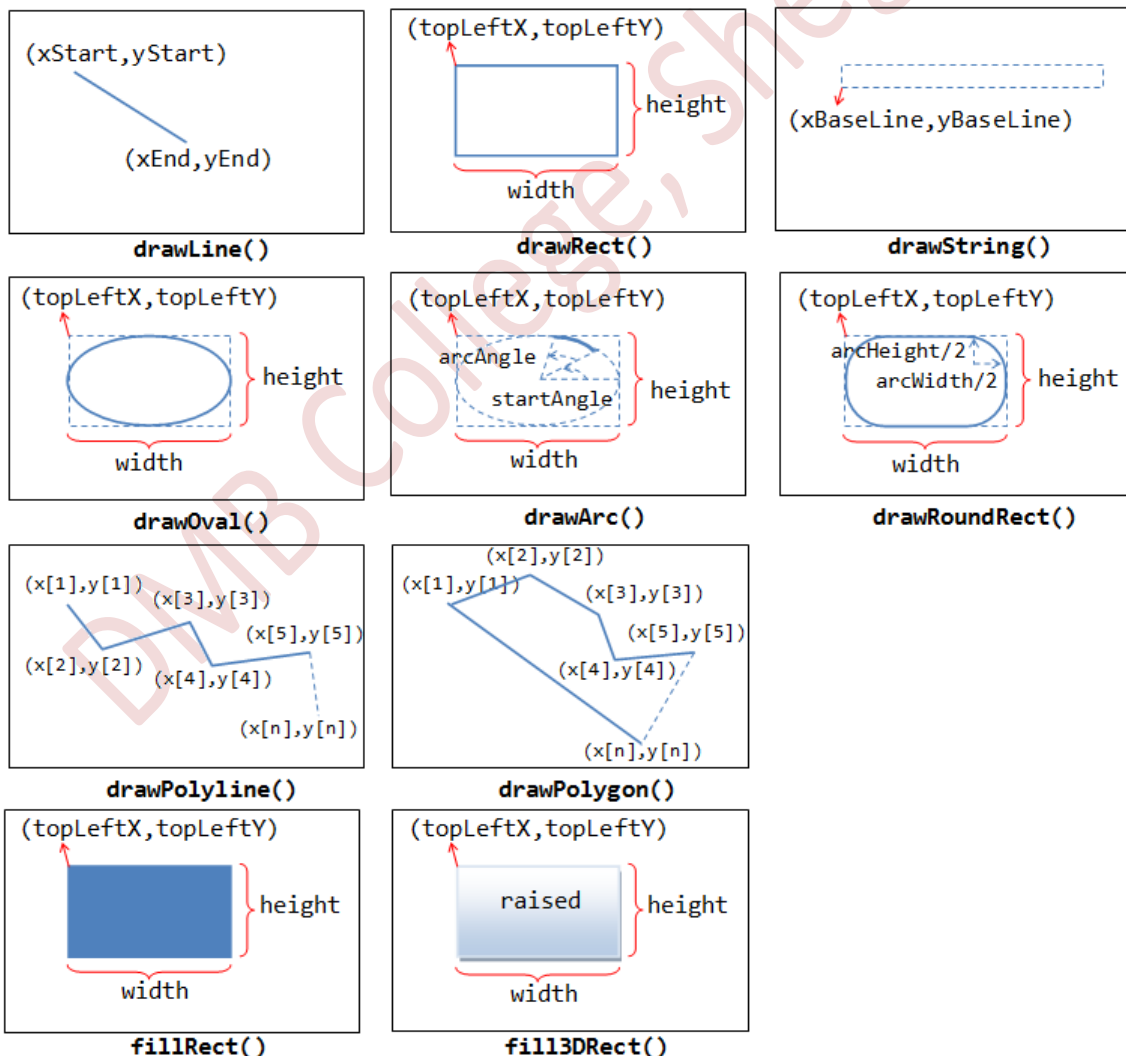 (xStart,yStart)
(xEnd,yEnd)
drawLine()
(topLeftX,topLeftY)
height
width
drawRect()
(xBaseLine,yBaseLine)
drawString()
(topLeftX,topLeftY)
height
width
drawOval()
(topLeftX,topLeftY)
arcAngle
startAngle
height
width
drawArc()
(topLeftX,topLeftY)
arcHeight/2
arcWidth/2
height
width
drawRoundRect()
(x[1],y[1])
(x[3],y[3])
(x[5],y[5])
(x[2],y[2])
(x[4],y[4])
(x[n],y[n])
drawPolyline()
(x[2],y[2])
(x[1],y[1])
(x[3],y[3])
(x[5],y[5])
(x[4],y[4])
(x[n],y[n])
drawPolygon()
(topLeftX,topLeftY)
height
width
fillRect()
(topLeftX,topLeftY)
raised
height
width
fill3DRect()
DMB College,